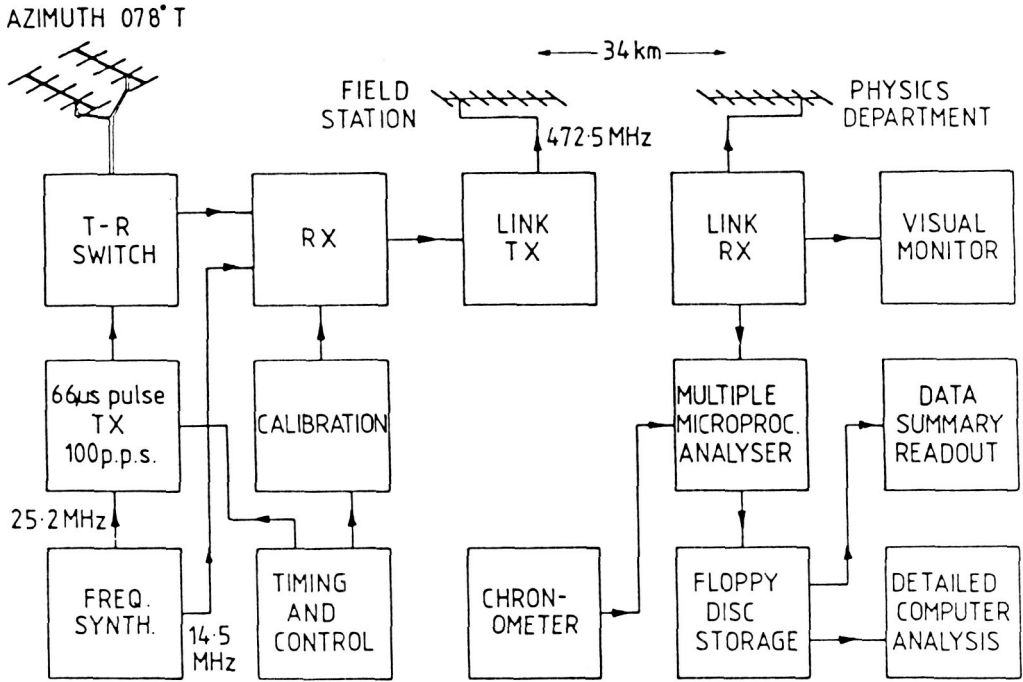 AZIMUTH 078° T
34 km
FIELD
STATION
PHYSICS
DEPARTMENT
472·5 MHz
T-R
SWITCH
RX
LINK
TX
LINK
RX
VISUAL
MONITOR
66µs pulse
TX
100p.p.s.
CALIBRATION
MULTIPLE
MICROPROC.
ANALYSER
DATA
SUMMARY
READOUT
25·2 MHz
FREQ.
SYNTH.
14·5
MHz
TIMING
AND
CONTROL
CHRON-
OMETER
FLOPPY
DISC
STORAGE
DETAILED
COMPUTER
ANALYSIS